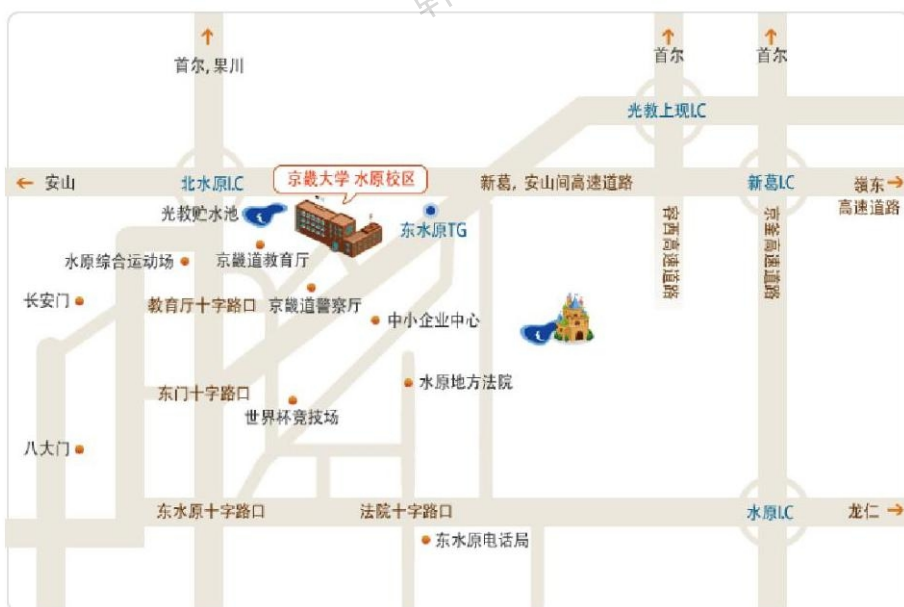 首尔, 果川
首尔
首尔
光教上现I.C
安山
北水原I.C
京畿大学 水原校区
新葛, 安山间高速道路
新葛I.C
嶺东
高速道路
光教贮水池
东水原TG
水原综合运动场
京畿道教育厅
京釜高速道路
长安门
教育厅十字路口
京畿道警察厅
中小企业中心
东门十字路口
世界杯竞技场
水原地方法院
八大门
东水原十字路口
法院十字路口
水原I.C
龙仁
东水原电话局